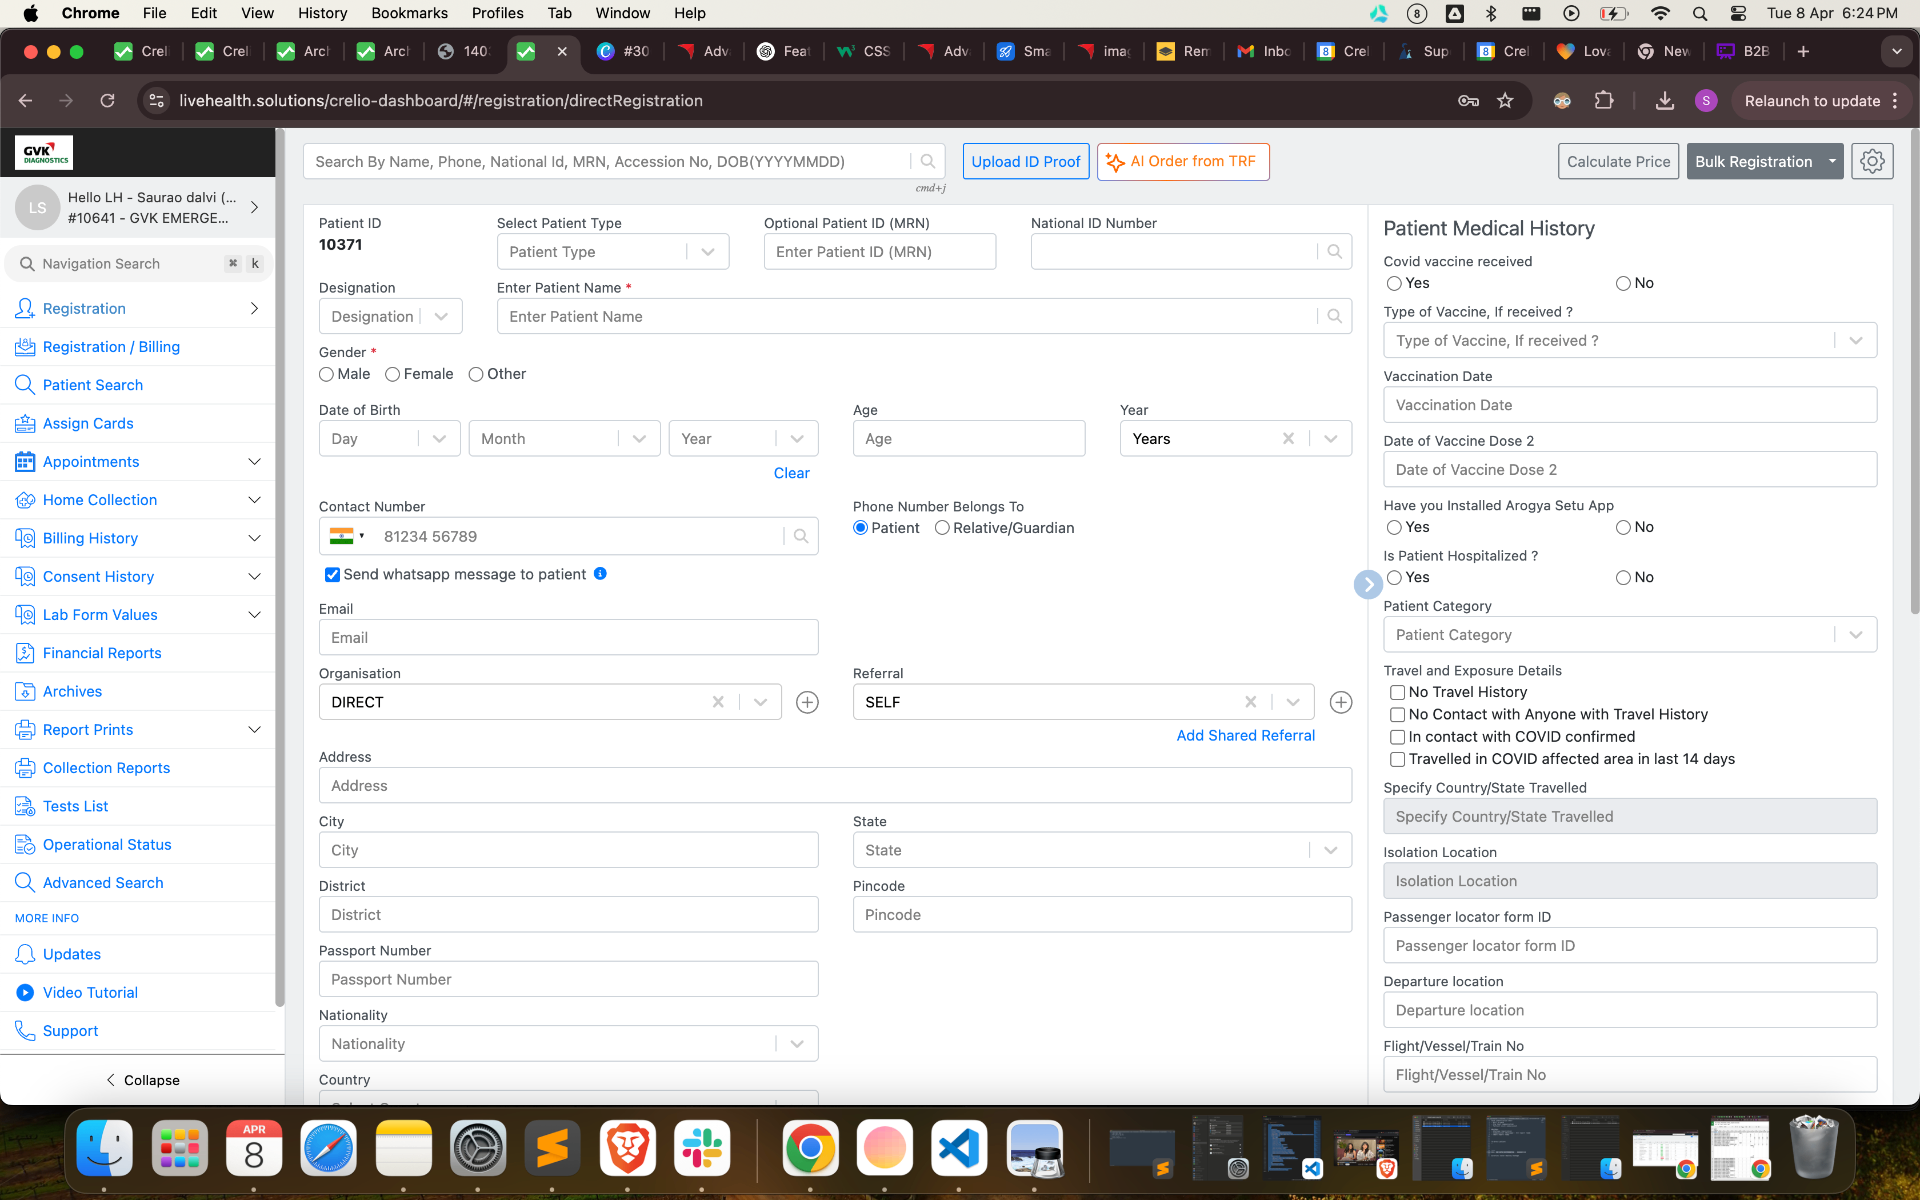 Chrome File Edit View History Bookmarks Profiles Tab Window Help
8
Tue 8 Apr 6:24 PM
Creli Creli Arch Arch 140 #30 Adv Feat CSS Adv Sma ima Rem Inbo Crel Sup Crel Lova New B2B
livehealth.solutions/crelio-dashboard/#/registration/directRegistration
S
Relaunch to update
GVK
DIAGNOSTICS
LS
Hello LH - Saurao dalvi (...
#10641 - GVK EMERGE...
Navigation Search ⌘ k
Registration
Registration / Billing
Patient Search
Assign Cards
Appointments
Home Collection
Billing History
Consent History
Lab Form Values
Financial Reports
Archives
Report Prints
Collection Reports
Tests List
Operational Status
Advanced Search
MORE INFO
Updates
Video Tutorial
Support
Collapse
Search By Name, Phone, National Id, MRN, Accession No, DOB(YYYYMMDD)
cmd+j
Upload ID Proof
AI Order from TRF
Calculate Price
Bulk Registration
Patient ID
10371
Select Patient Type
Patient Type
Optional Patient ID (MRN)
Enter Patient ID (MRN)
National ID Number
Designation
Designation
Enter Patient Name *
Enter Patient Name
Gender *
Male Female Other
Date of Birth
Day Month Year
Clear
Age
Age
Year
Years
Contact Number
81234 56789
Send whatsapp message to patient
Phone Number Belongs To
Patient Relative/Guardian
Email
Email
Organisation
DIRECT
Referral
SELF
Add Shared Referral
Address
Address
City
City
State
State
District
District
Pincode
Pincode
Passport Number
Passport Number
Nationality
Nationality
Country
Patient Medical History
Covid vaccine received
Yes No
Type of Vaccine, If received ?
Type of Vaccine, If received ?
Vaccination Date
Vaccination Date
Date of Vaccine Dose 2
Date of Vaccine Dose 2
Have you Installed Arogya Setu App
Yes No
Is Patient Hospitalized ?
Yes No
Patient Category
Patient Category
Travel and Exposure Details
No Travel History
No Contact with Anyone with Travel History
In contact with COVID confirmed
Travelled in COVID affected area in last 14 days
Specify Country/State Travelled
Specify Country/State Travelled
Isolation Location
Isolation Location
Passenger locator form ID
Passenger locator form ID
Departure location
Departure location
Flight/Vessel/Train No
Flight/Vessel/Train No
APR
8